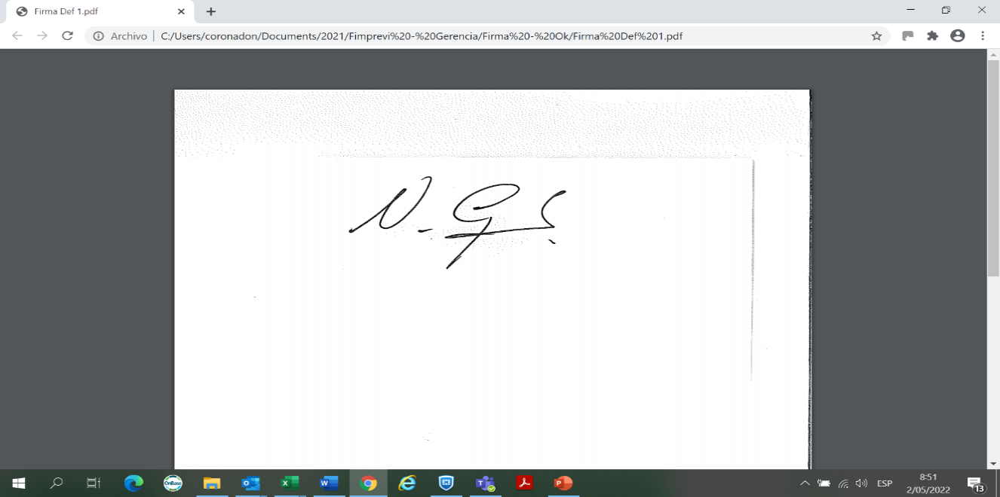 Firma Def 1.pdf
Archivo | C:/Users/coronadon/Documents/2021/Fimprevi%20-%20Gerencia/Firma%20-%20Ok/Firma%20Def%201.pdf
OnBase
ESP
8:51
2/05/2022
13